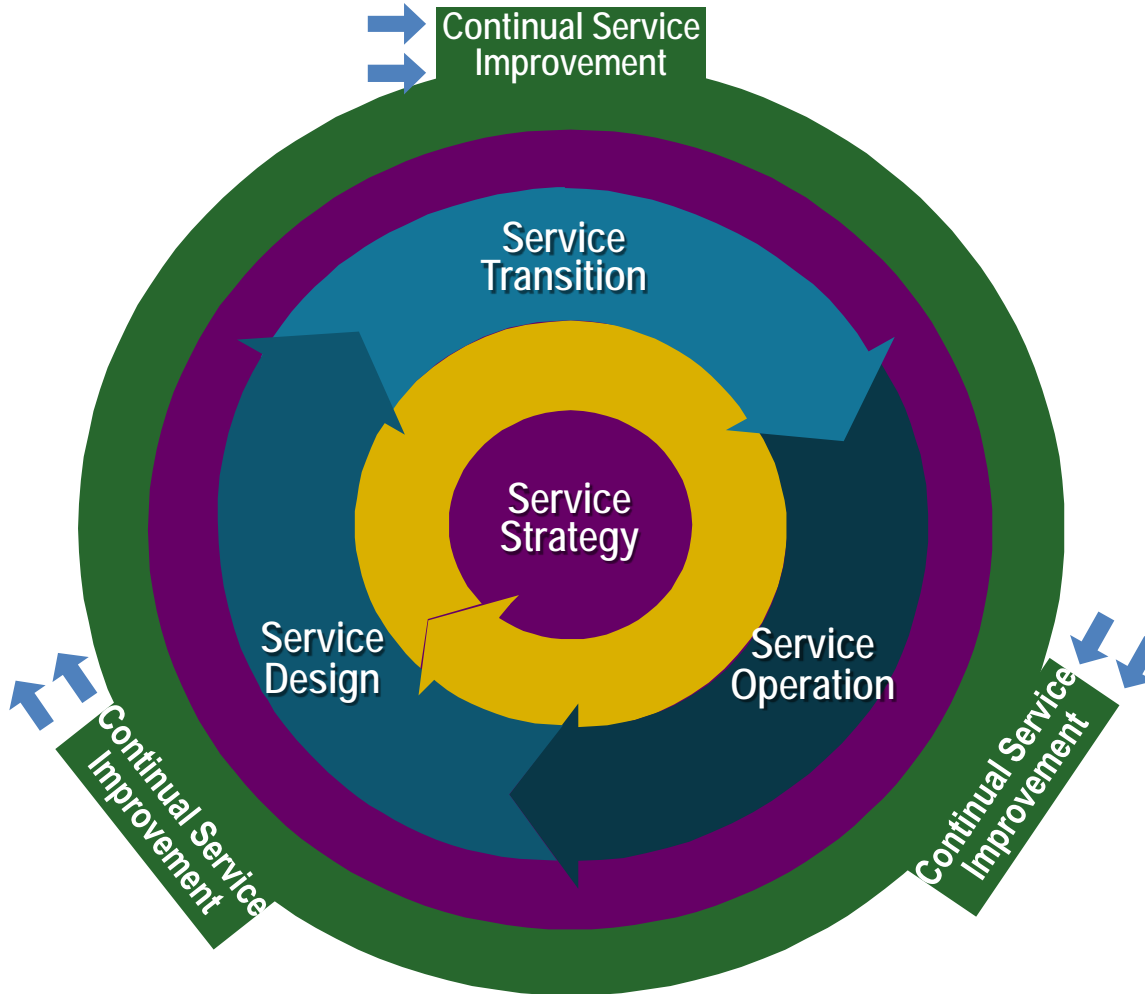 Continual Service
Improvement
Service
Transition
Service
Strategy
Service
Design
Service
Operation
Continual Service
Improvement
Continual Service
Improvement